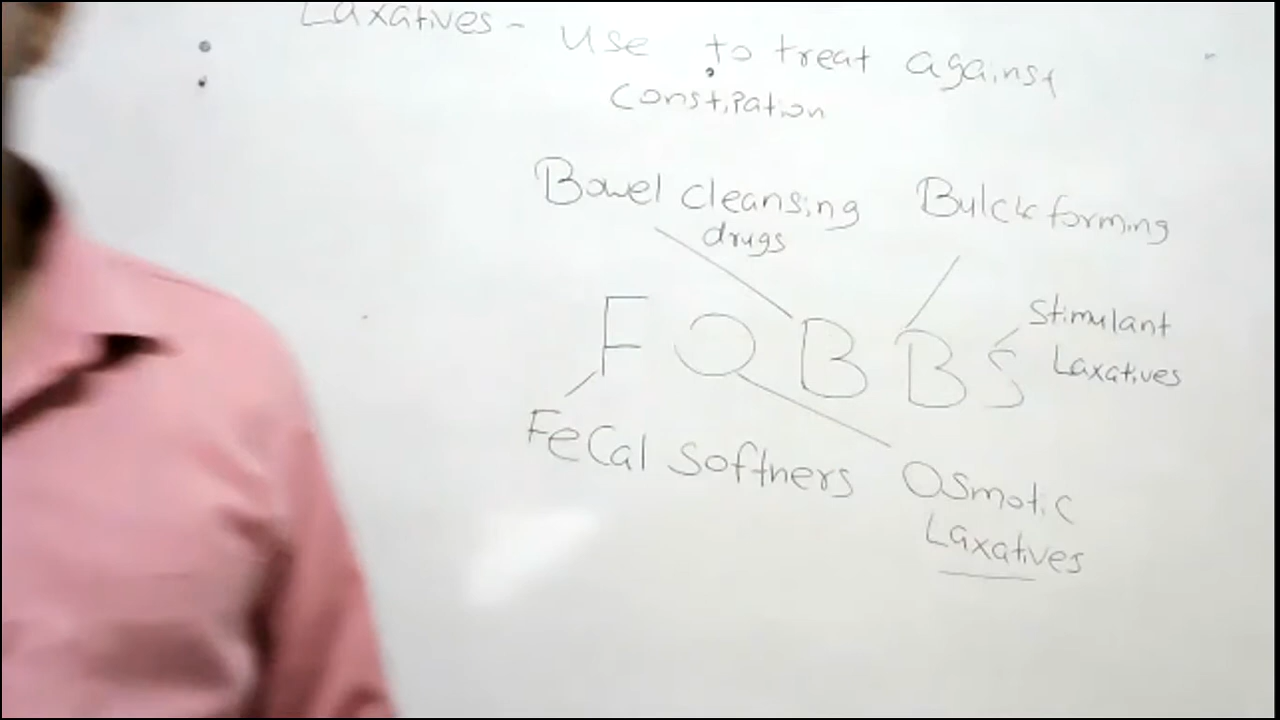 Laxatives - Use to treat against
Constipation
Bowel cleansing
drugs
Bulck forming
F O B B S
Stimulant
Laxatives
Fecal Softners
Osmotic
Laxatives